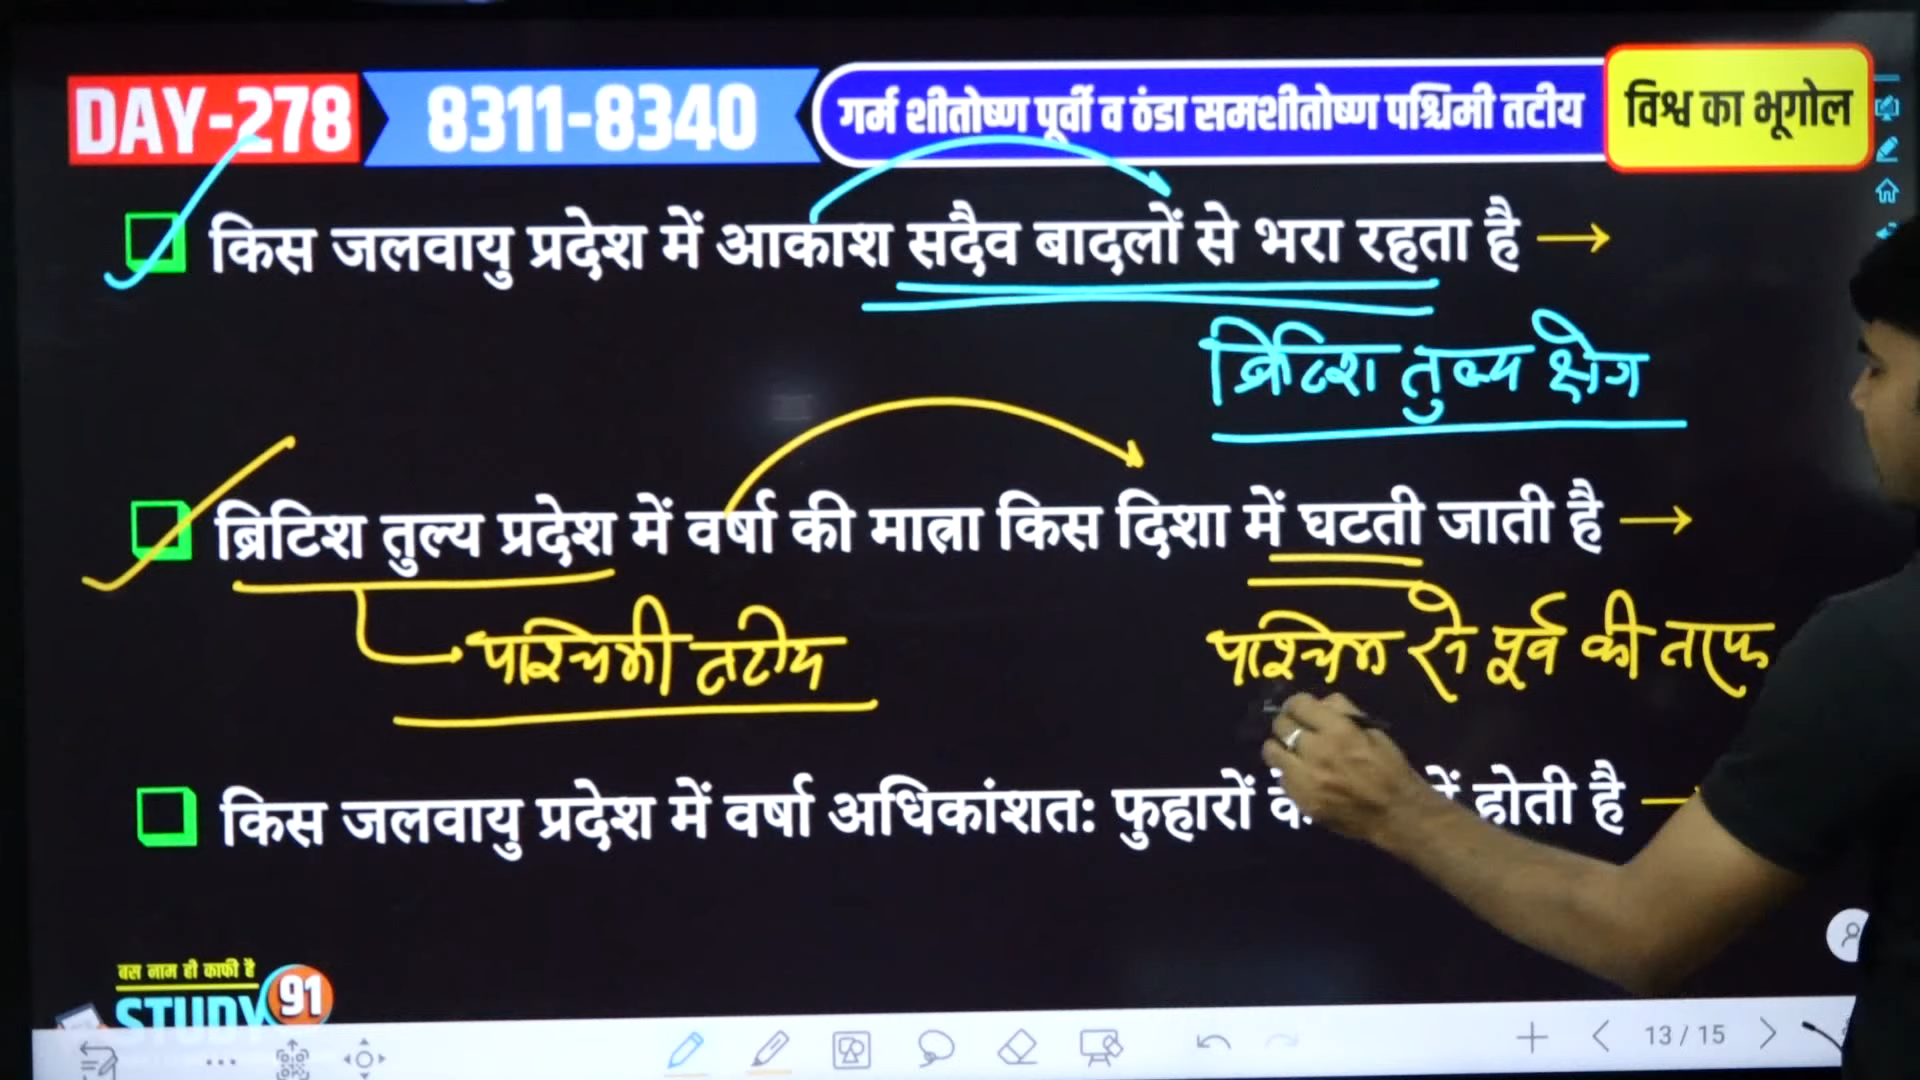 DAY-278 8311-8340 गर्म शीतोष्ण पूर्वी व ठंडा समशीतोष्ण पश्चिमी तटीय विश्व का भूगोल
किस जलवायु प्रदेश में आकाश सदैव बादलों से भरा रहता है →
ब्रिटिश तुल्य क्षेत्र
ब्रिटिश तुल्य प्रदेश में वर्षा की मात्रा किस दिशा में घटती जाती है →
पश्चिमी तटीय
पश्चिम से पूर्व की तरफ
किस जलवायु प्रदेश में वर्षा अधिकांशत: फुहारों होती है
बस नाम ही काफी है
STUDY 91
13 / 15